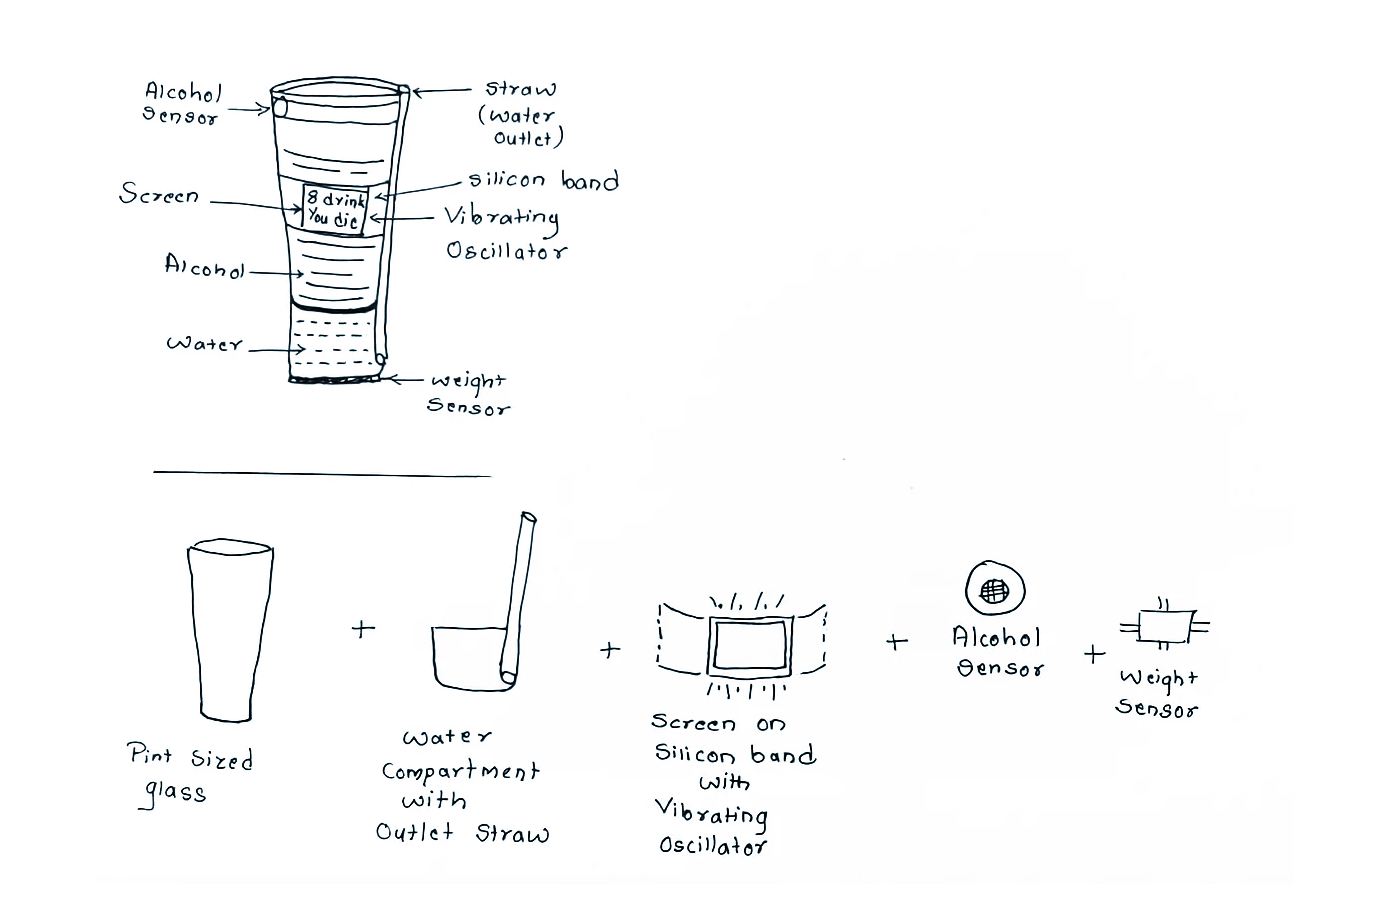 Alcohol
Sensor
Straw
(Water
Outlet)
Screen
8 drink
You die
Silicon band
Vibrating
Oscillator
Alcohol
Water
Weight
Sensor
Pint Sized
glass
+
Water
Compartment
with
Outlet Straw
+
Screen on
Silicon band
with
Vibrating
Oscillator
+
Alcohol
Sensor
+
Weight
Sensor